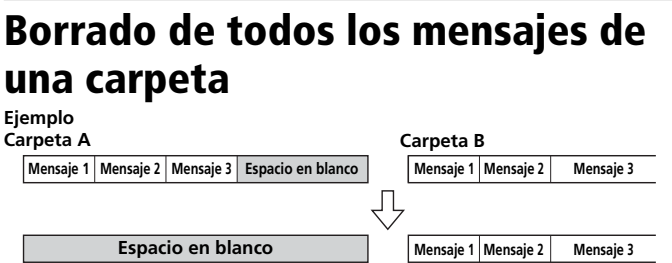 Borrado de todos los mensajes de
una carpeta
Ejemplo
Carpeta A
Carpeta B
Mensaje 1 Mensaje 2 Mensaje 3 Espacio en blanco
Mensaje 1 Mensaje 2 Mensaje 3
Espacio en blanco
Mensaje 1 Mensaje 2 Mensaje 3